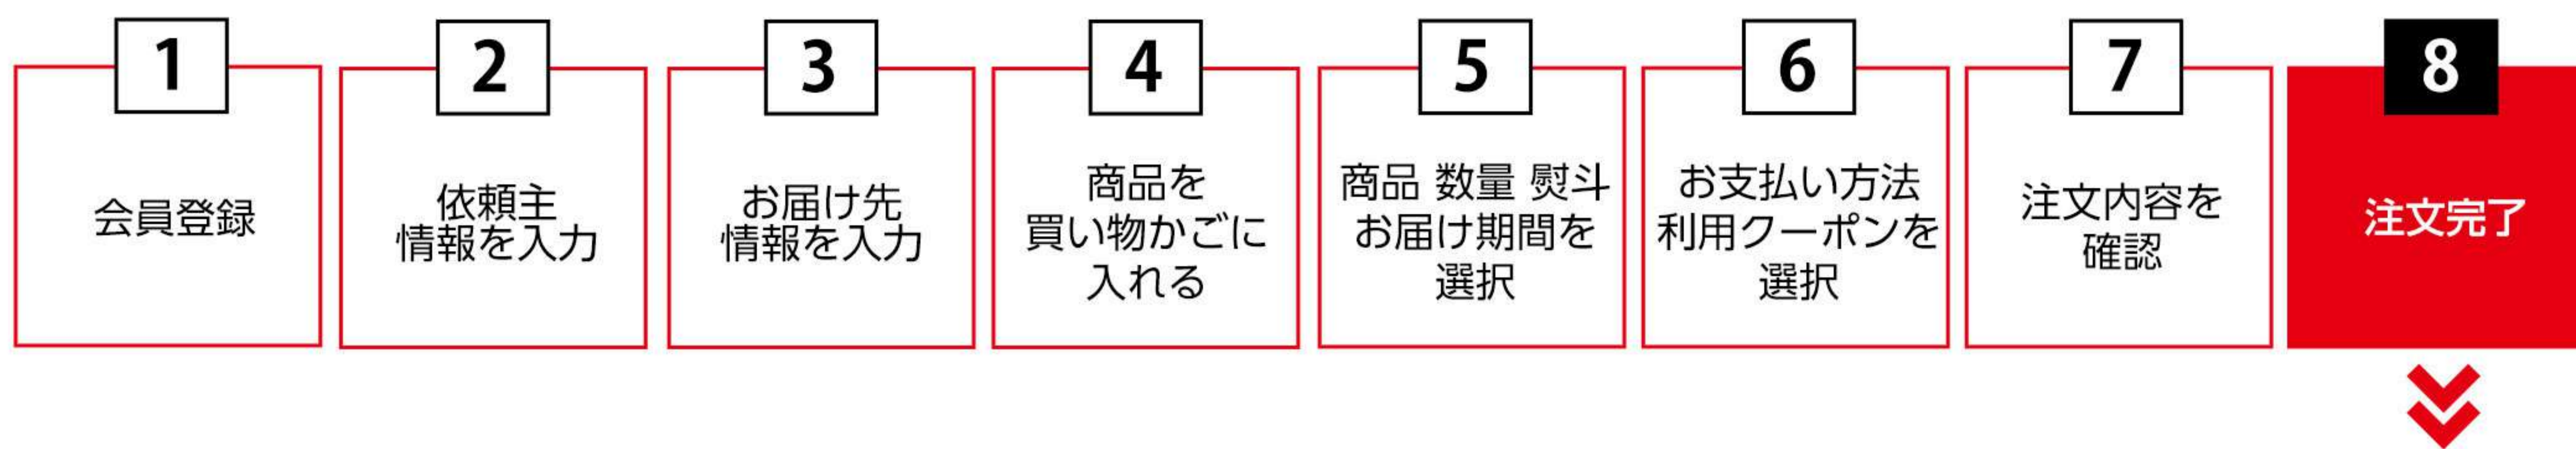 1
会員登録
2
依頼主
情報を入力
3
お届け先
情報を入力
4
商品を
買い物かごに
入れる
5
商品 数量 熨斗
お届け期間を
選択
6
お支払い方法
利用クーポンを
選択
7
注文内容を
確認
8
注文完了